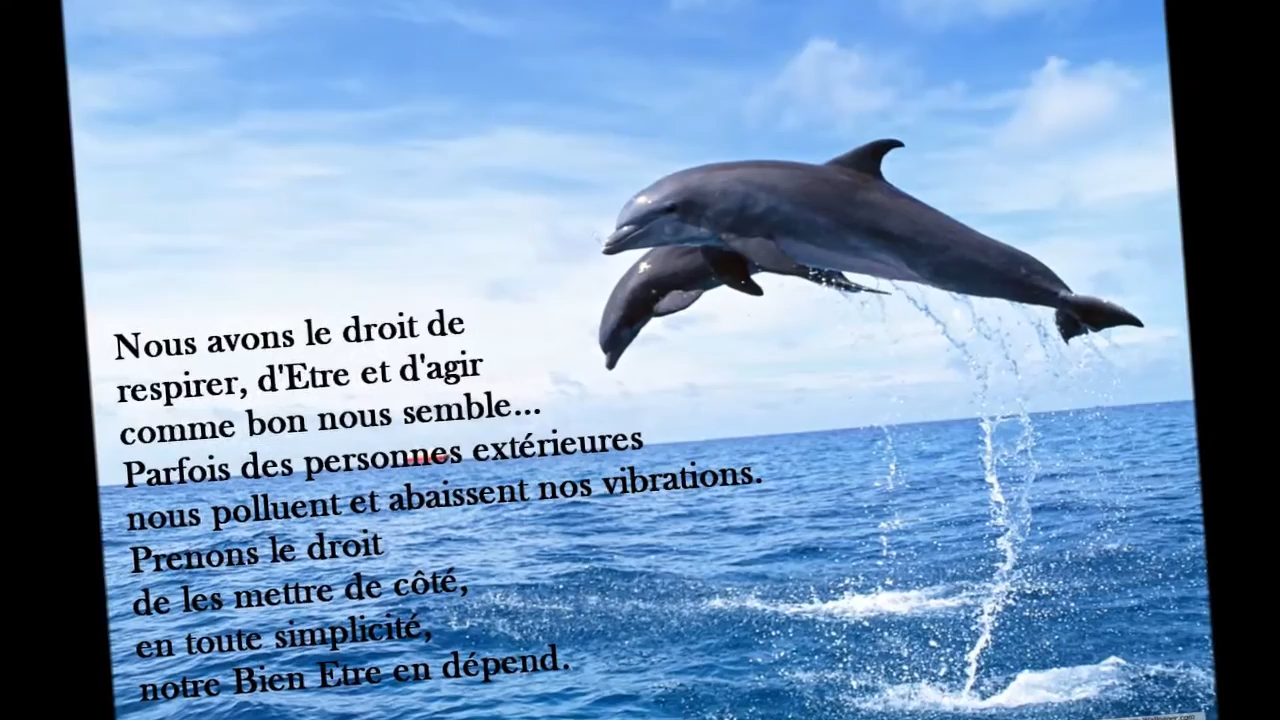 Nous avons le droit de
respirer, d'Etre et d'agir
comme bon nous semble...
Parfois des personnes extérieures
nous polluent et abaissent nos vibrations.
Prenons le droit
de les mettre de côté,
en toute simplicité,
notre Bien Etre en dépend.